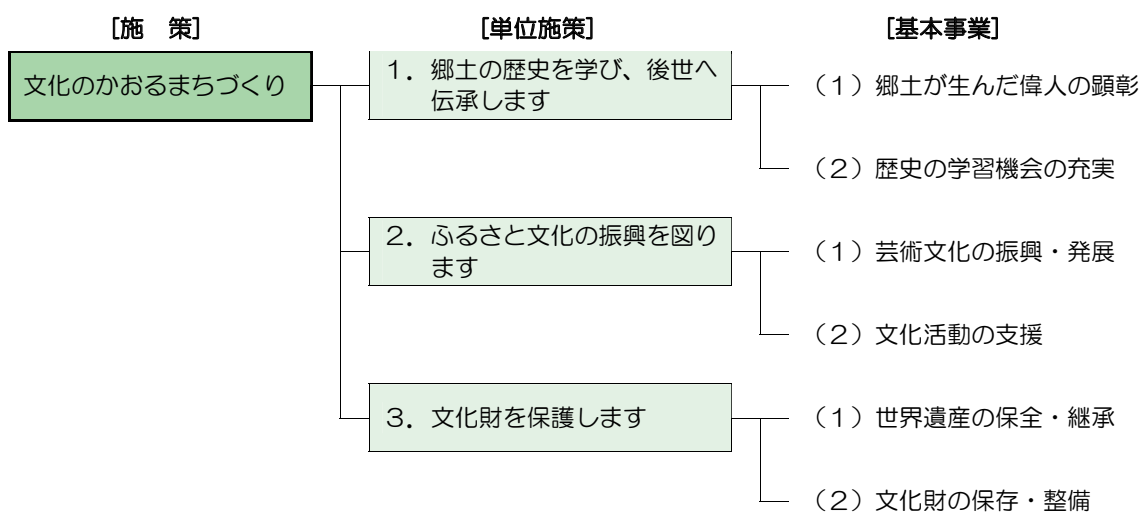 [施　策]
[単位施策]
[基本事業]
文化のかおるまちづくり
１．郷土の歴史を学び、後世へ
伝承します
（１）郷土が生んだ偉人の顕彰
（２）歴史の学習機会の充実
２．ふるさと文化の振興を図り
ます
（１）芸術文化の振興・発展
（２）文化活動の支援
３．文化財を保護します
（１）世界遺産の保全・継承
（２）文化財の保存・整備